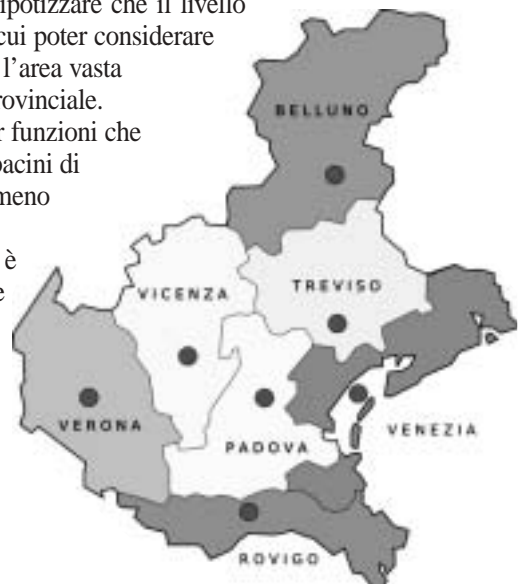 ipotizzare che il livello
cui poter considerare
l'area vasta
rovinciale.
r funzioni che
bacini di
meno
è
e
BELLUNO
VICENZA
TREVISO
VERONA
PADOVA
VENEZIA
ROVIGO